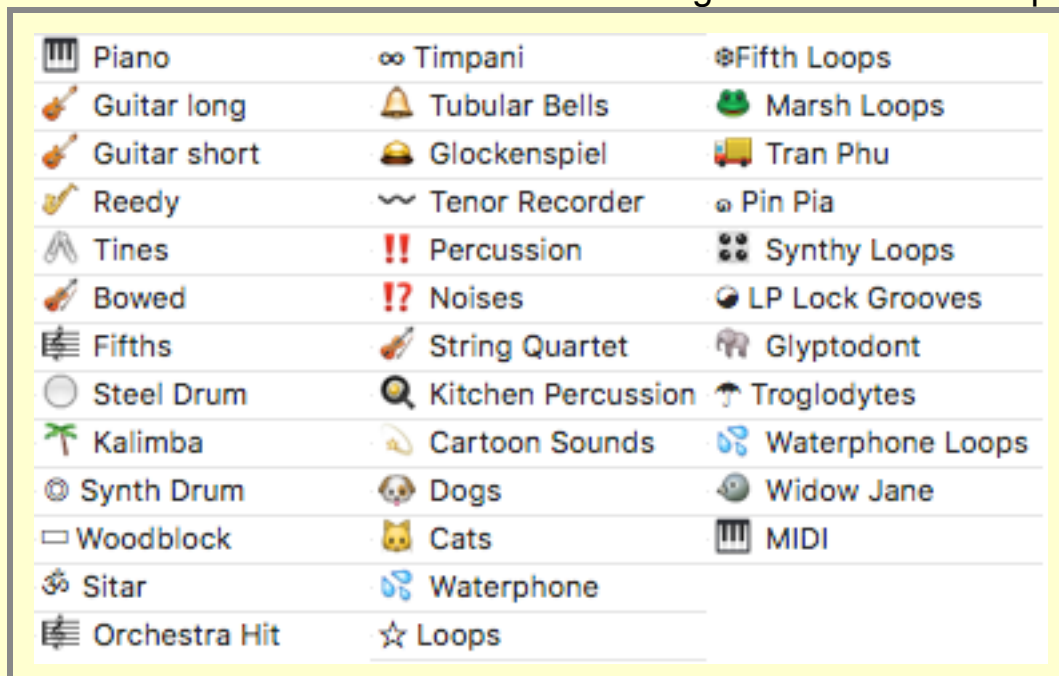 Piano
Guitar long
Guitar short
Reedy
Tines
Bowed
Fifths
Steel Drum
Kalimba
Synth Drum
Woodblock
Sitar
Orchestra Hit
Timpani
Tubular Bells
Glockenspiel
Tenor Recorder
Percussion
Noises
String Quartet
Kitchen Percussion
Cartoon Sounds
Dogs
Cats
Waterphone
Loops
Fifth Loops
Marsh Loops
Tran Phu
Pin Pia
Synthy Loops
LP Lock Grooves
Glyptodont
Troglodytes
Waterphone Loops
Widow Jane
MIDI